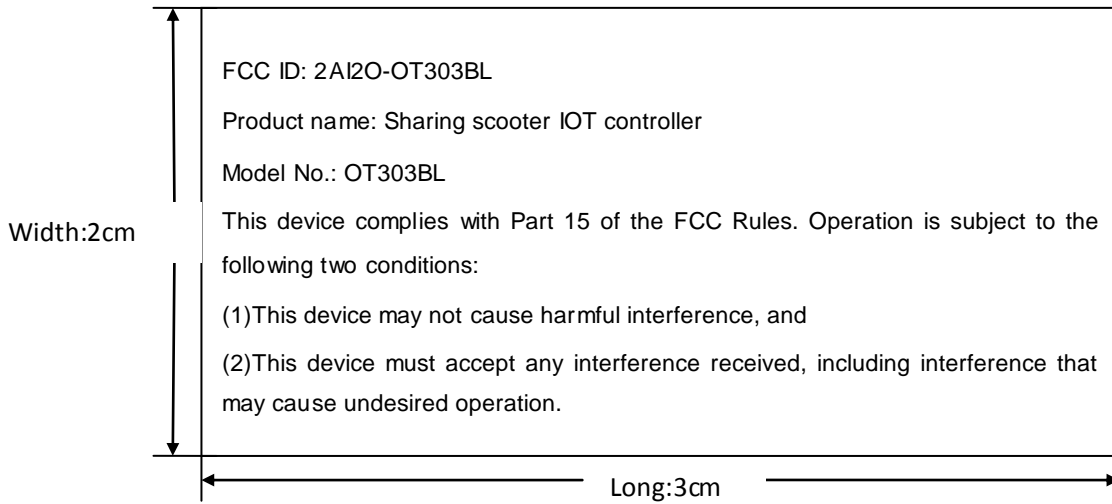 FCC ID: 2AI2O-OT303BL
Product name: Sharing scooter IOT controller
Model No.: OT303BL
Width:2cm
This device complies with Part 15 of the FCC Rules. Operation is subject to the
following two conditions:
(1)This device may not cause harmful interference, and
(2)This device must accept any interference received, including interference that
may cause undesired operation.
Long:3cm